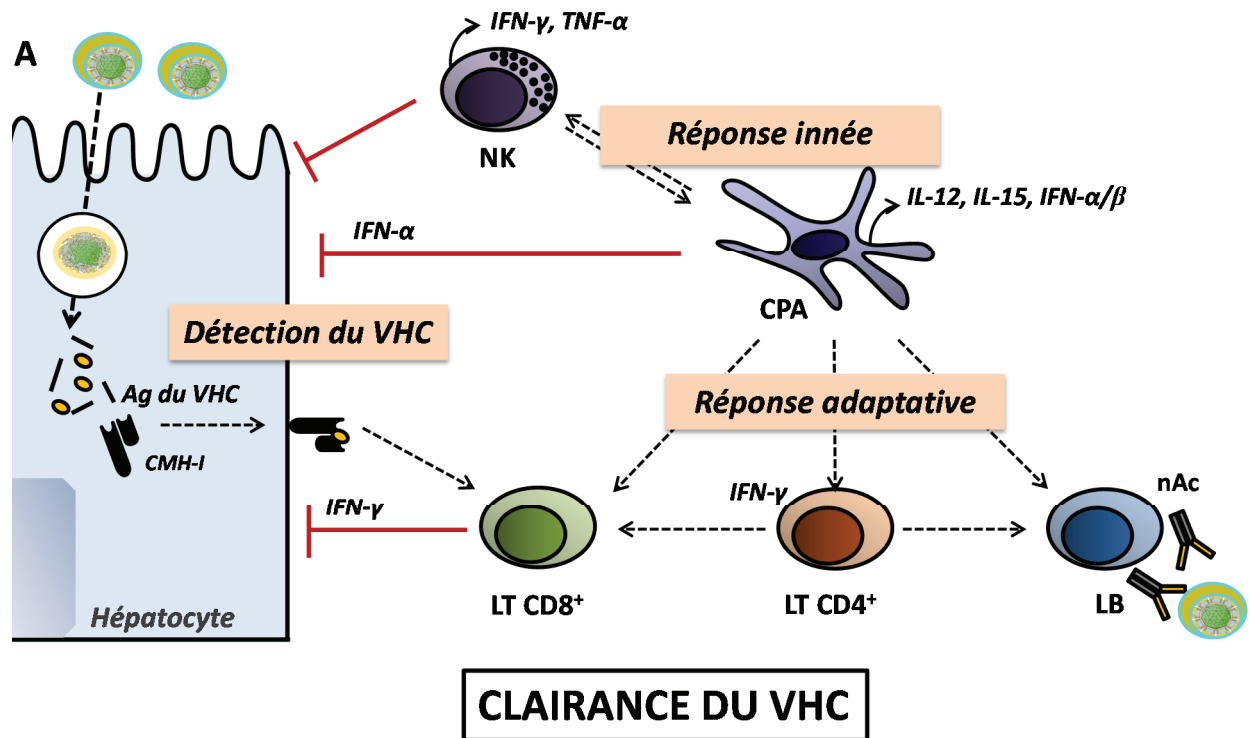 A
IFN-γ, TNF-α
NK
Réponse innée
IL-12, IL-15, IFN-α/β
IFN-α
CPA
Détection du VHC
Ag du VHC
CMH-I
Réponse adaptative
IFN-γ
IFN-γ
nAc
LT CD8⁺
LT CD4⁺
LB
Hépatocyte
CLAIRANCE DU VHC